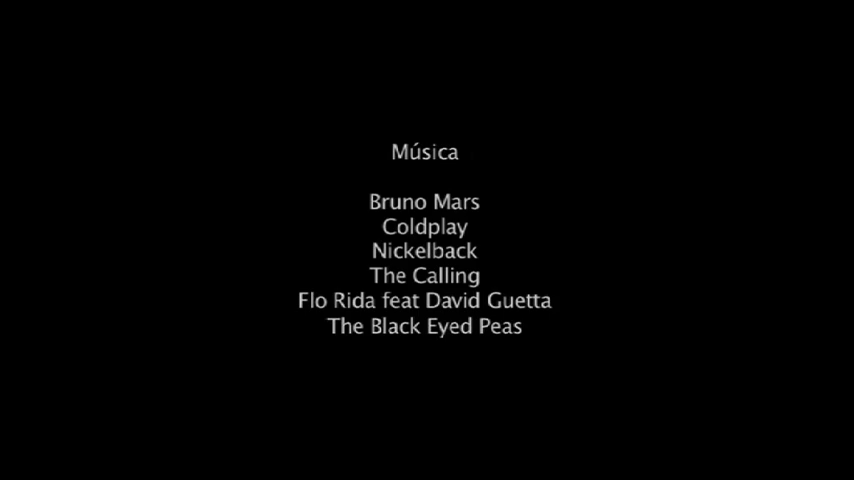 Música
Bruno Mars
Coldplay
Nickelback
The Calling
Flo Rida feat David Guetta
The Black Eyed Peas